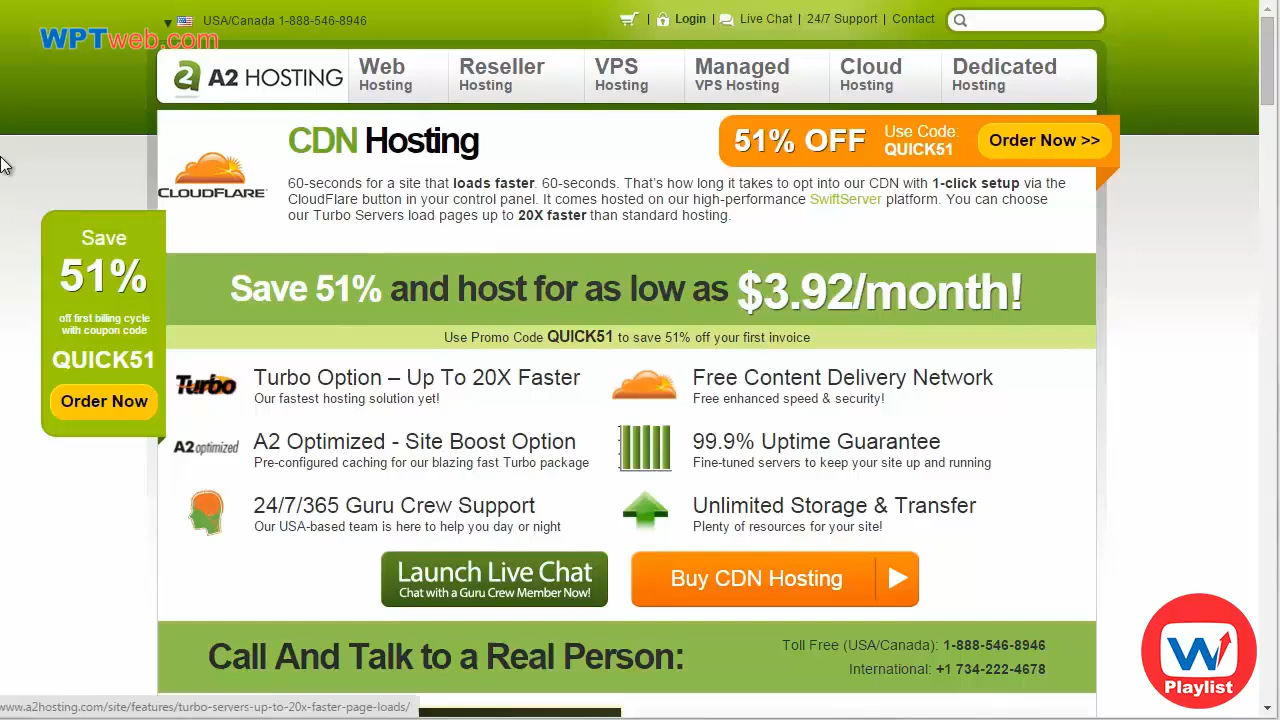 USA/Canada 1-888-546-8946
| Login | Live Chat | 24/7 Support | Contact
WPTweb.com
2 A2 HOSTING
Web Hosting
Reseller Hosting
VPS Hosting
Managed VPS Hosting
Cloud Hosting
Dedicated Hosting
CLOUDFLARE
CDN Hosting
51% OFF
Use Code:
QUICK51
Order Now >>
60-seconds for a site that loads faster. 60-seconds. That's how long it takes to opt into our CDN with 1-click setup via the
CloudFlare button in your control panel. It comes hosted on our high-performance SwiftServer platform. You can choose
our Turbo Servers load pages up to 20X faster than standard hosting.
Save
51%
off first billing cycle
with coupon code
QUICK51
Order Now
Save 51% and host for as low as $3.92/month!
Use Promo Code QUICK51 to save 51% off your first invoice
Turbo
Turbo Option – Up To 20X Faster
Our fastest hosting solution yet!
Free Content Delivery Network
Free enhanced speed & security!
A2 optimized
A2 Optimized - Site Boost Option
Pre-configured caching for our blazing fast Turbo package
99.9% Uptime Guarantee
Fine-tuned servers to keep your site up and running
24/7/365 Guru Crew Support
Our USA-based team is here to help you day or night
Unlimited Storage & Transfer
Plenty of resources for your site!
Launch Live Chat
Chat with a Guru Crew Member Now!
Buy CDN Hosting
Call And Talk to a Real Person:
Toll Free (USA/Canada): 1-888-546-8946
International: +1 734-222-4678
W
Playlist
www.a2hosting.com/site/features/turbo-servers-up-to-20x-faster-page-loads/